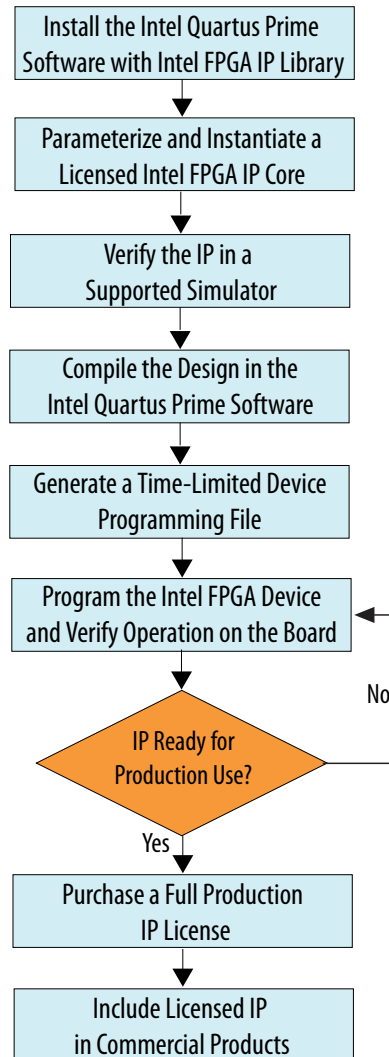 Install the Intel Quartus Prime
Software with Intel FPGA IP Library
Parameterize and Instantiate a
Licensed Intel FPGA IP Core
Verify the IP in a
Supported Simulator
Compile the Design in the
Intel Quartus Prime Software
Generate a Time-Limited Device
Programming File
Program the Intel FPGA Device
and Verify Operation on the Board
No
IP Ready for
Production Use?
Yes
Purchase a Full Production
IP License
Include Licensed IP
in Commercial Products